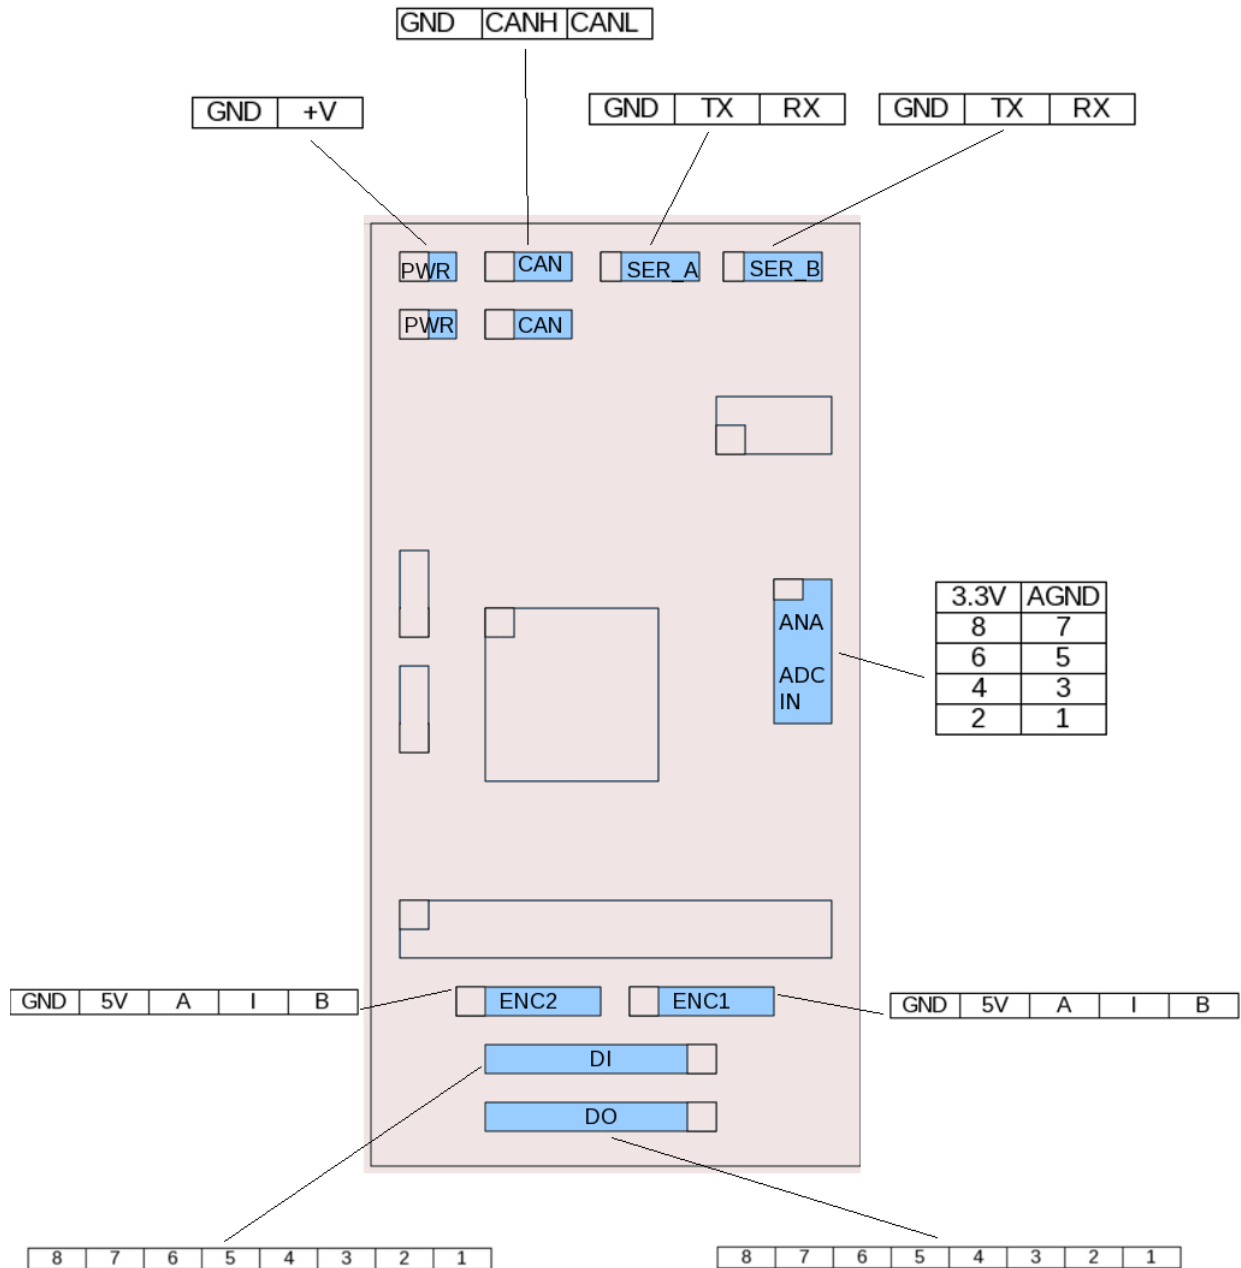 GND CANH CANL
GND +V
GND TX RX
GND TX RX
PWR CAN SER_A SER_B
PWR CAN
3.3V AGND
8 7
6 5
4 3
2 1
ANA
ADC
IN
GND 5V A I B
ENC2 ENC1
GND 5V A I B
DI
DO
8 7 6 5 4 3 2 1
8 7 6 5 4 3 2 1